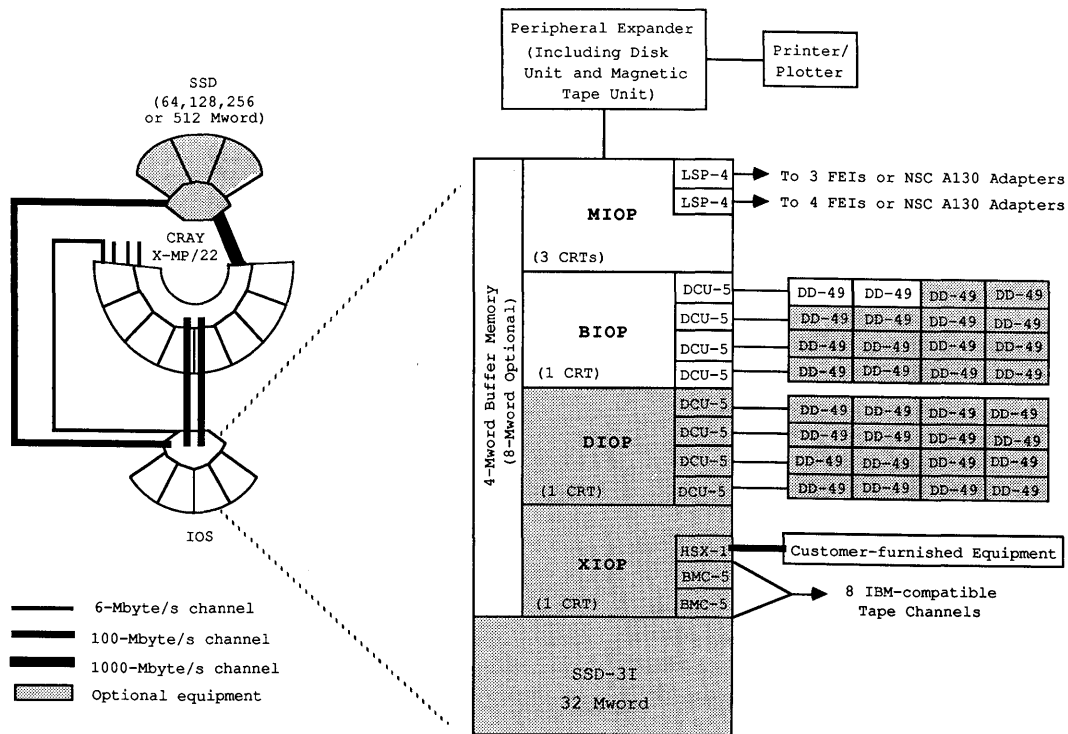 SSD
(64,128,256
or 512 Mword)
CRAY
X-MP/22
IOS
6-Mbyte/s channel
100-Mbyte/s channel
1000-Mbyte/s channel
Optional equipment
Peripheral Expander
(Including Disk
Unit and Magnetic
Tape Unit)
Printer/
Plotter
4-Mword Buffer Memory
(8-Mword Optional)
MIOP
(3 CRTs)
LSP-4
To 3 FEIs or NSC A130 Adapters
LSP-4
To 4 FEIs or NSC A130 Adapters
BIOP
(1 CRT)
DCU-5
DD-49 DD-49 DD-49 DD-49
DCU-5
DD-49 DD-49 DD-49 DD-49
DCU-5
DD-49 DD-49 DD-49 DD-49
DCU-5
DD-49 DD-49 DD-49 DD-49
DIOP
(1 CRT)
DCU-5
DD-49 DD-49 DD-49 DD-49
DCU-5
DD-49 DD-49 DD-49 DD-49
DCU-5
DD-49 DD-49 DD-49 DD-49
DCU-5
DD-49 DD-49 DD-49 DD-49
XIOP
(1 CRT)
HSX-1
Customer-furnished Equipment
BMC-5
BMC-5
8 IBM-compatible
Tape Channels
SSD-3I
32 Mword